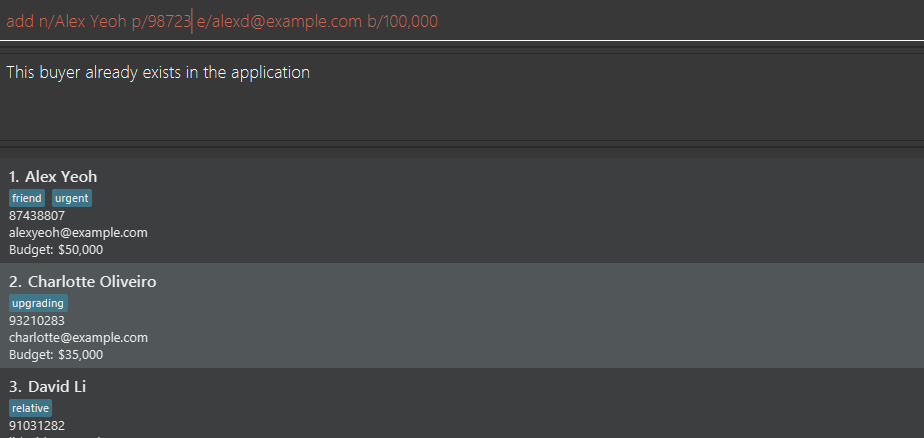 add n/Alex Yeoh p/98723 e/alexd@example.com b/100,000
This buyer already exists in the application
1. Alex Yeoh
friend urgent
87438807
alexyeoh@example.com
Budget: $50,000
2. Charlotte Oliveiro
upgrading
93210283
charlotte@example.com
Budget: $35,000
3. David Li
relative
91031282